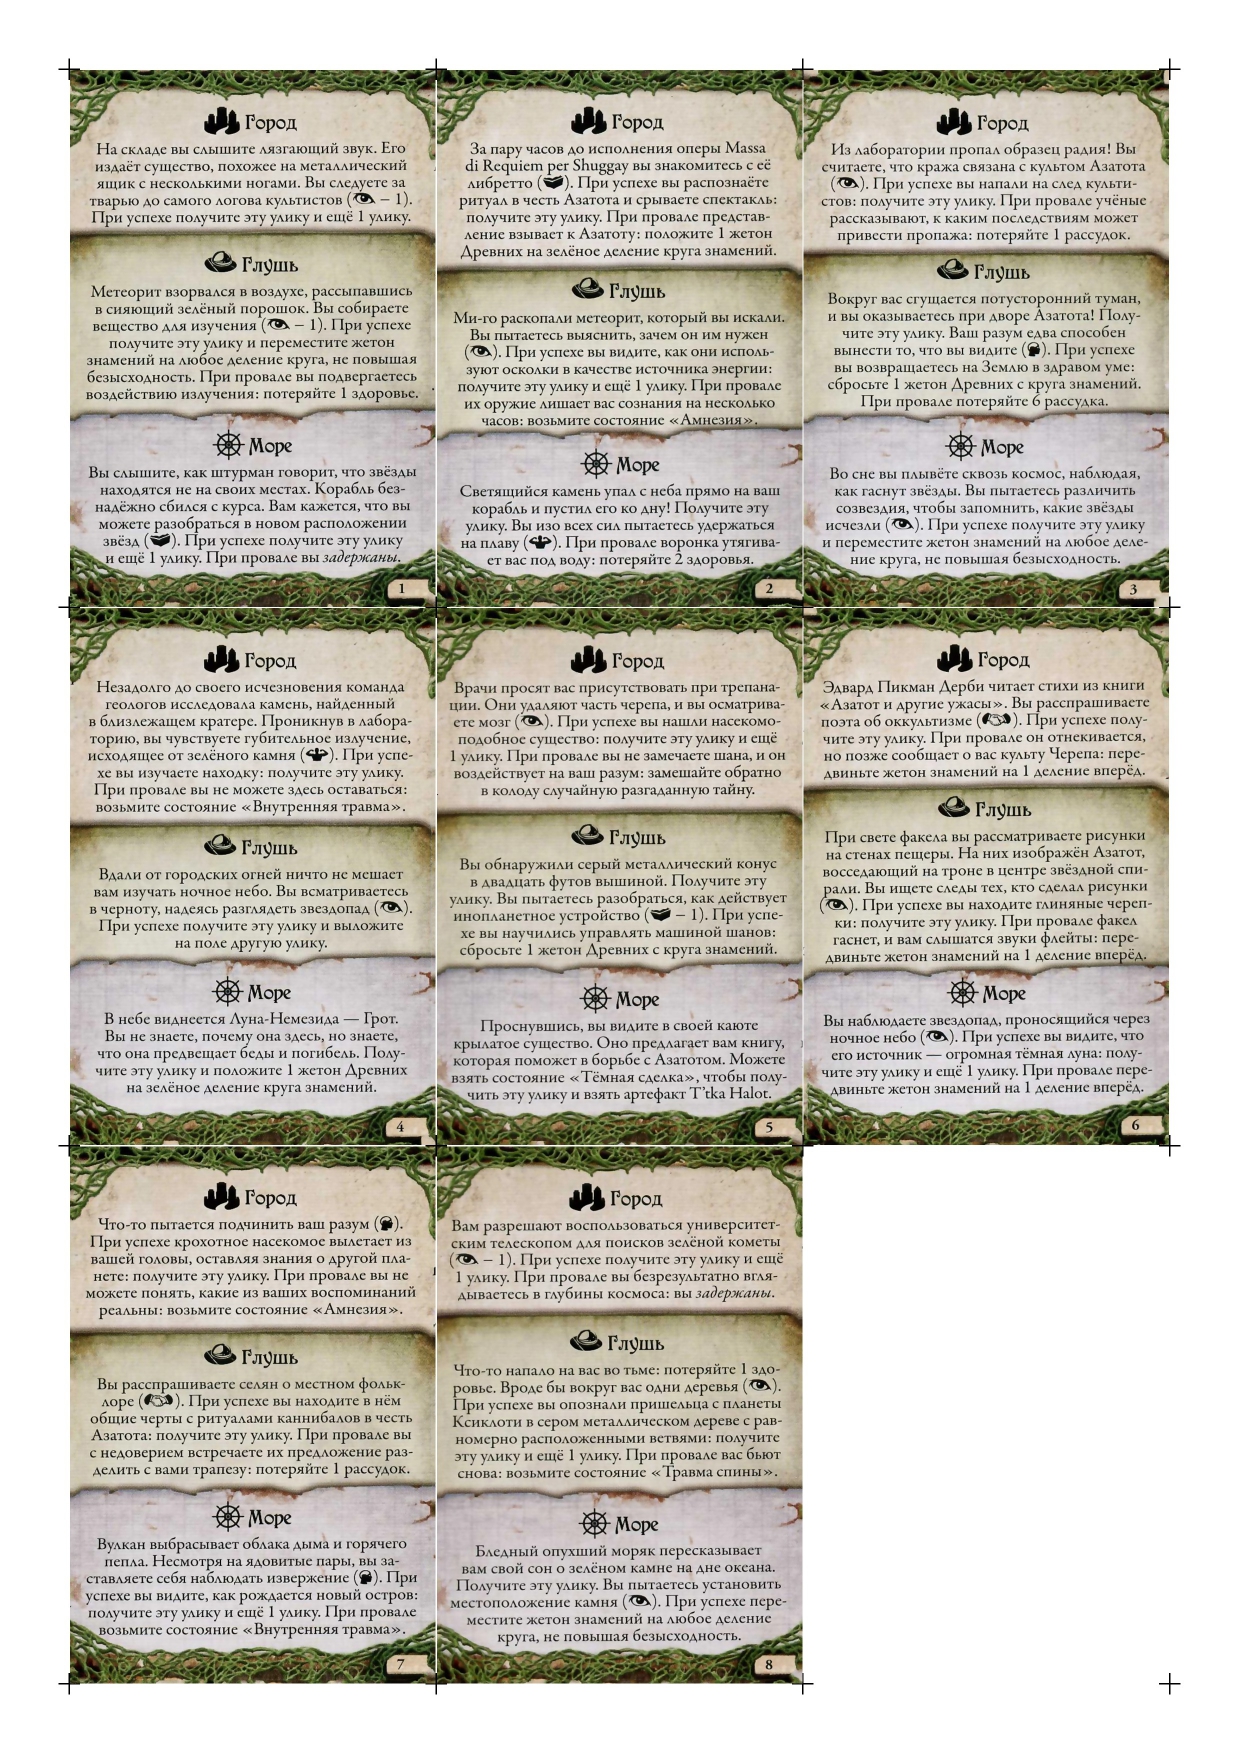 Город
На складе вы слышите лязгающий звук. Его
издаёт существо, похожее на металлический
ящик с несколькими ногами. Вы следуете за
тварью до самого логова культистов ( – 1).
При успехе получите эту улику и ещё 1 улику.
Глушь
Метеорит взорвался в воздухе, рассыпавшись
в сияющий зелёный порошок. Вы собираете
вещество для изучения ( – 1). При успехе
получите эту улику и переместите жетон
знамений на любое деление круга, не повышая
безысходность. При провале вы подвергаетесь
воздействию излучения: потеряйте 1 здоровье.
Море
Вы слышите, как штурман говорит, что звёзды
находятся не на своих местах. Корабль без-
надёжно сбился с курса. Вам кажется, что вы
можете разобраться в новом расположении
звёзд ( ). При успехе получите эту улику
и ещё 1 улику. При провале вы задержаны.
1
Город
За пару часов до исполнения оперы Massa
di Requiem per Shuggay вы знакомитесь с её
либретто ( ). При успехе вы распознаёте
ритуал в честь Азатота и срываете спектакль:
получите эту улику. При провале представ-
ление взывает к Азатоту: положите 1 жетон
Древних на зелёное деление круга знамений.
Глушь
Ми-го раскопали метеорит, который вы искали.
Вы пытаетесь выяснить, зачем он им нужен
( ). При успехе вы видите, как они исполь-
зуют осколки в качестве источника энергии:
получите эту улику и ещё 1 улику. При провале
их оружие лишает вас сознания на несколько
часов: возьмите состояние «Амнезия».
Море
Светящийся камень упал с неба прямо на ваш
корабль и пустил его ко дну! Получите эту
улику. Вы изо всех сил пытаетесь удержаться
на плаву ( ). При провале воронка утягива-
ет вас под воду: потеряйте 2 здоровья.
2
Город
Из лаборатории пропал образец радия! Вы
считаете, что кража связана с культом Азатота
( ). При успехе вы напали на след культи-
стов: получите эту улику. При провале учёные
рассказывают, к каким последствиям может
привести пропажа: потеряйте 1 рассудок.
Глушь
Вокруг вас сгущается потусторонний туман,
и вы оказываетесь при дворе Азатота! Полу-
чите эту улику. Ваш разум едва способен
вынести то, что вы видите ( ). При успехе
вы возвращаетесь на Землю в здравом уме:
сбросьте 1 жетон Древних с круга знамений.
При провале потеряйте 6 рассудка.
Море
Во сне вы плывёте сквозь космос, наблюдая,
как гаснут звёзды. Вы пытаетесь различить
созвездия, чтобы запомнить, какие звёзды
исчезли ( ). При успехе получите эту улику
и переместите жетон знамений на любое деле-
ние круга, не повышая безысходность.
3
Город
Незадолго до своего исчезновения команда
геологов исследовала камень, найденный
в близлежащем кратере. Проникнув в лабора-
торию, вы чувствуете губительное излучение,
исходящее от зелёного камня ( ). При успе-
хе вы изучаете находку: получите эту улику.
При провале вы не можете здесь оставаться:
возьмите состояние «Внутренняя травма».
Глушь
Вдали от городских огней ничто не мешает
вам изучать ночное небо. Вы всматриваетесь
в черноту, надеясь разглядеть звездопад ( ).
При успехе получите эту улику и выложите
на поле другую улику.
Море
В небе виднеется Луна-Немезида — Грот.
Вы не знаете, почему она здесь, но знаете,
что она предвещает беды и погибель. Полу-
чите эту улику и положите 1 жетон Древних
на зелёное деление круга знамений.
4
Город
Врачи просят вас присутствовать при трепана-
ции. Они удаляют часть черепа, и вы осматрива-
ете мозг ( ). При успехе вы нашли насекомо-
подобное существо: получите эту улику и ещё
1 улику. При провале вы не замечаете шана, и он
воздействует на ваш разум: замешайте обратно
в колоду случайную разгаданную тайну.
Глушь
Вы обнаружили серый металлический конус
в двадцать футов вышиной. Получите эту
улику. Вы пытаетесь разобраться, как действует
инопланетное устройство ( – 1). При успе-
хе вы научились управлять машиной шанов:
сбросьте 1 жетон Древних с круга знамений.
Море
Проснувшись, вы видите в своей каюте
крылатое существо. Оно предлагает вам книгу,
которая поможет в борьбе с Азатотом. Можете
взять состояние «Тёмная сделка», чтобы полу-
чить эту улику и взять артефакт T'tka Halot.
5
Город
Эдвард Пикман Дерби читает стихи из книги
«Азатот и другие ужасы». Вы расспрашиваете
поэта об оккультизме ( ). При успехе полу-
чите эту улику. При провале он отнекивается,
но позже сообщает о вас культу Черепа: пере-
двиньте жетон знамений на 1 деление вперёд.
Глушь
При свете факела вы рассматриваете рисунки
на стенах пещеры. На них изображён Азатот,
восседающий на троне в центре звёздной спи-
рали. Вы ищете следы тех, кто сделал рисунки
( ). При успехе вы находите глиняные череп-
ки: получите эту улику. При провале факел
гаснет, и вам слышатся звуки флейты: пере-
двиньте жетон знамений на 1 деление вперёд.
Море
Вы наблюдаете звездопад, проносящийся через
ночное небо ( ). При успехе вы видите, что
его источник — огромная тёмная луна: полу-
чите эту улику и ещё 1 улику. При провале пере-
двиньте жетон знамений на 1 деление вперёд.
6
Город
Что-то пытается подчинить ваш разум ( ).
При успехе крохотное насекомое вылетает из
вашей головы, оставляя знания о другой пла-
нете: получите эту улику. При провале вы не
можете понять, какие из ваших воспоминаний
реальны: возьмите состояние «Амнезия».
Глушь
Вы расспрашиваете селян о местном фольк-
лоре ( ). При успехе вы находите в нём
общие черты с ритуалами каннибалов в честь
Азатота: получите эту улику. При провале вы
с недоверием встречаете их предложение раз-
делить с вами трапезу: потеряйте 1 рассудок.
Море
Вулкан выбрасывает облака дыма и горячего
пепла. Несмотря на ядовитые пары, вы за-
ставляете себя наблюдать извержение ( ). При
успехе вы видите, как рождается новый остров:
получите эту улику и ещё 1 улику. При провале
возьмите состояние «Внутренняя травма».
7
Город
Вам разрешают воспользоваться университет-
ским телескопом для поисков зелёной кометы
( – 1). При успехе получите эту улику и ещё
1 улику. При провале вы безрезультатно вгля-
дываетесь в глубины космоса: вы задержаны.
Глушь
Что-то напало на вас во тьме: потеряйте 1 здо-
ровье. Вроде бы вокруг вас одни деревья ( ).
При успехе вы опознали пришельца с планеты
Ксиклоти в сером металлическом дереве с рав-
номерно расположенными ветвями: получите
эту улику и ещё 1 улику. При провале вас бьют
снова: возьмите состояние «Травма спины».
Море
Бледный опухший моряк пересказывает
вам свой сон о зелёном камне на дне океана.
Получите эту улику. Вы пытаетесь установить
местоположение камня ( ). При успехе пере-
местите жетон знамений на любое деление
круга, не повышая безысходность.
8